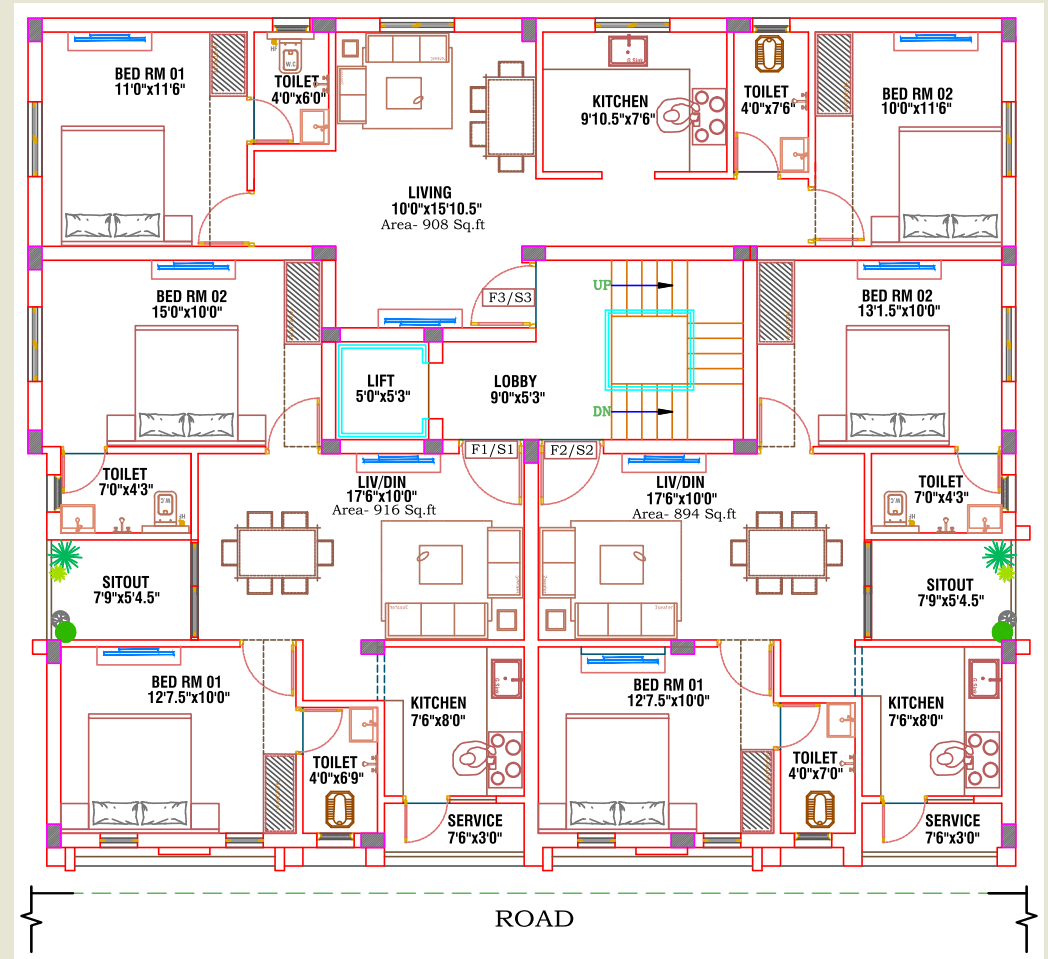 BED RM 01
11'0"x11'6"
W.C
HF
TOILET
4'0"x6'0"
LIVING
10'0"x15'10.5"
Area- 908 Sq.ft
G.Sink
KITCHEN
9'10.5"x7'6"
TOILET
4'0"x7'6"
BED RM 02
10'0"x11'6"
BED RM 02
15'0"x10'0"
F3/S3
UP
LIFT
5'0"x5'3"
LOBBY
9'0"x5'3"
DN
BED RM 02
13'1.5"x10'0"
F1/S1
F2/S2
TOILET
7'0"x4'3"
W.C
HF
LIV/DIN
17'6"x10'0"
Area- 916 Sq.ft
LIV/DIN
17'6"x10'0"
Area- 894 Sq.ft
TOILET
7'0"x4'3"
W.C
HF
SITOUT
7'9"x5'4.5"
SITOUT
7'9"x5'4.5"
BED RM 01
12'7.5"x10'0"
KITCHEN
7'6"x8'0"
G.Sink
BED RM 01
12'7.5"x10'0"
KITCHEN
7'6"x8'0"
G.Sink
TOILET
4'0"x6'9"
TOILET
4'0"x7'0"
SERVICE
7'6"x3'0"
SERVICE
7'6"x3'0"
ROAD